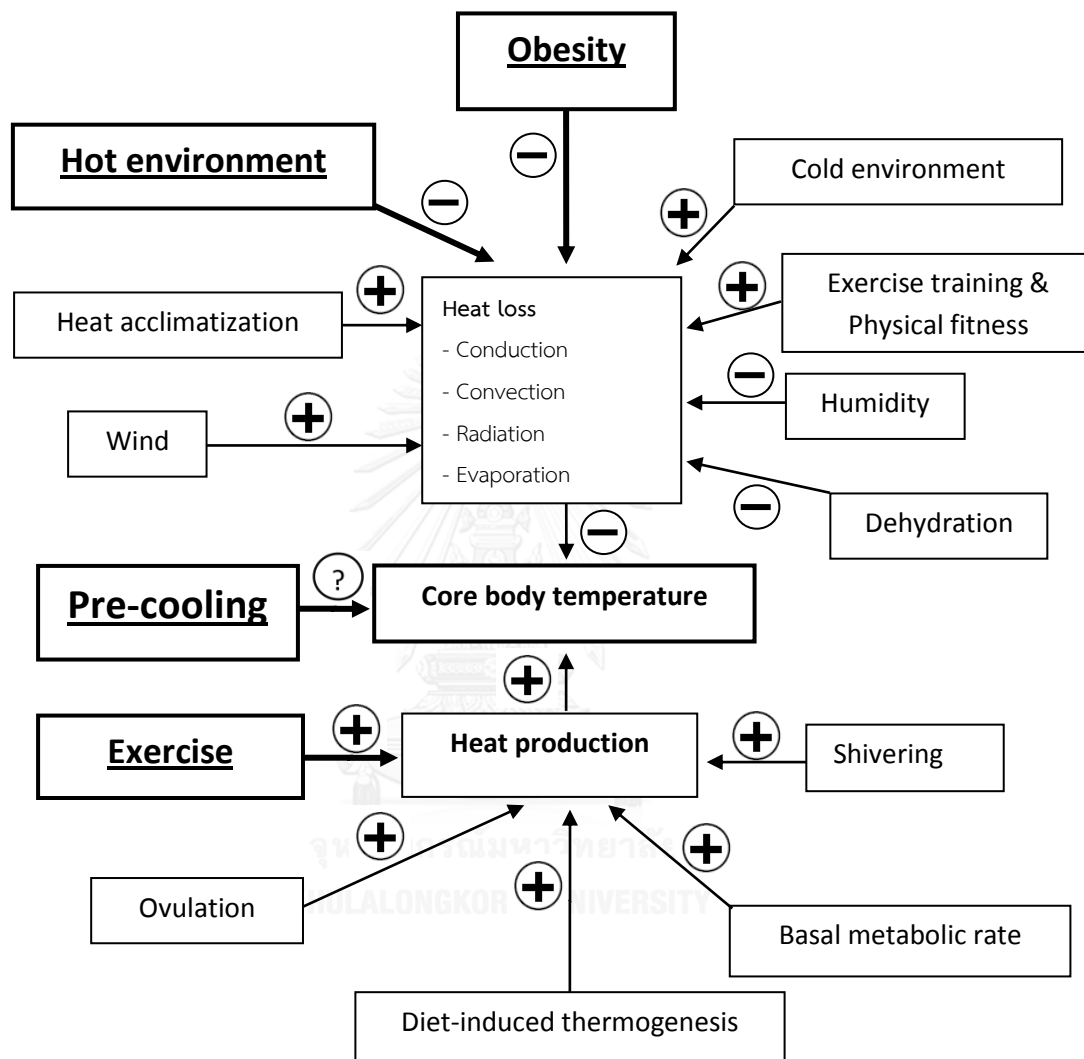 Obesity
Hot environment
Cold environment
Heat acclimatization
Exercise training &
Physical fitness
Heat loss
- Conduction
- Convection
- Radiation
- Evaporation
Wind
Humidity
Dehydration
Pre-cooling
?
Core body temperature
Exercise
Heat production
Shivering
Ovulation
Basal metabolic rate
Diet-induced thermogenesis